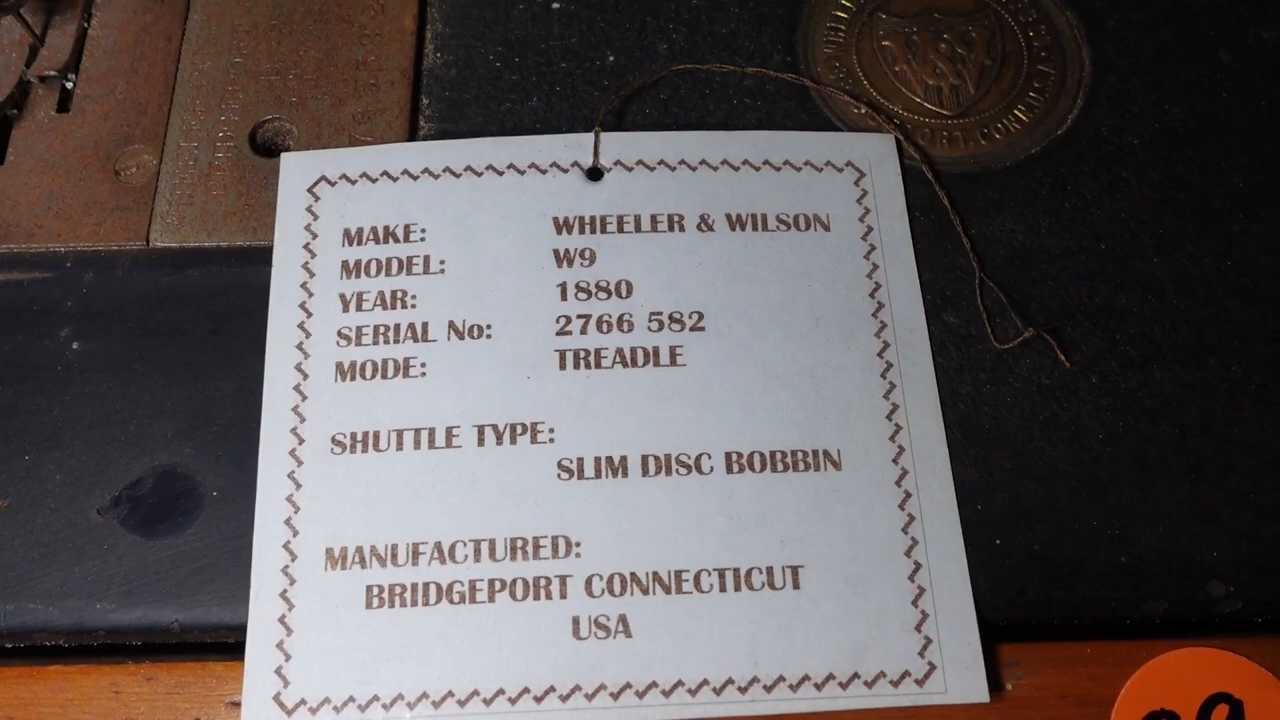 MAKE: WHEELER & WILSON
MODEL: W9
YEAR: 1880
SERIAL No: 2766 582
MODE: TREADLE
SHUTTLE TYPE:
SLIM DISC BOBBIN
MANUFACTURED:
BRIDGEPORT CONNECTICUT
USA